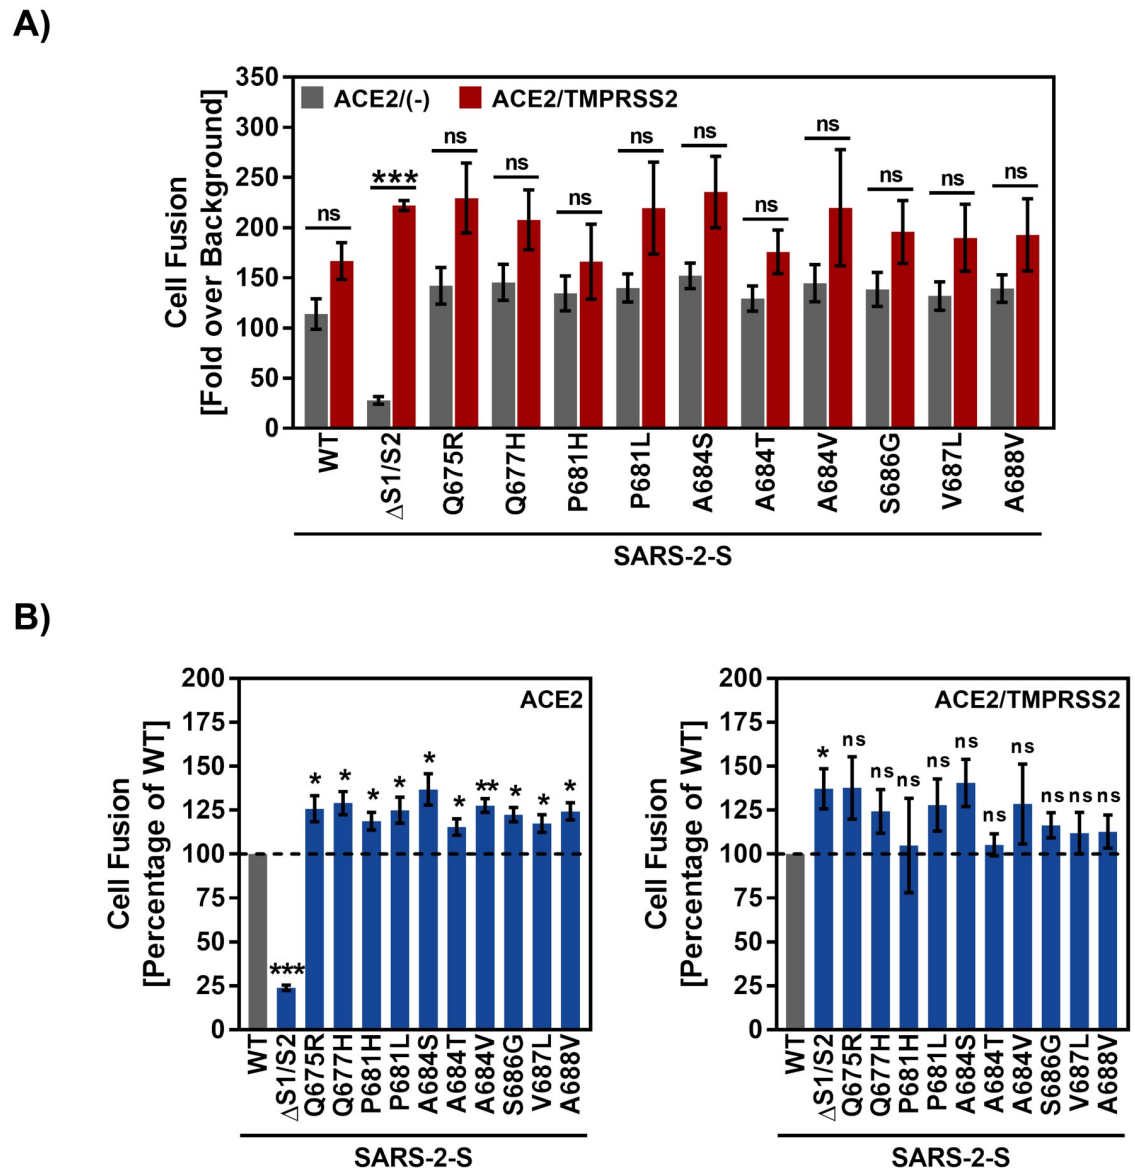 A)
350
300
250
200
150
100
50
0
Cell Fusion
[Fold over Background]
ACE2/(-) ACE2/TMPRSS2
ns *** ns ns ns ns ns ns ns ns ns ns
WT ΔS1/S2 Q675R Q677H P681H P681L A684S A684T A684V S686G V687L A688V
SARS-2-S
B)
200
175
150
125
100
75
50
25
0
Cell Fusion
[Percentage of WT]
ACE2
*** * * * * * * ** * * *
WT ΔS1/S2 Q675R Q677H P681H P681L A684S A684T A684V S686G V687L A688V
SARS-2-S
200
175
150
125
100
75
50
25
0
Cell Fusion
[Percentage of WT]
ACE2/TMPRSS2
* ns ns ns ns ns ns ns ns ns ns
WT ΔS1/S2 Q675R Q677H P681H P681L A684S A684T A684V S686G V687L A688V
SARS-2-S